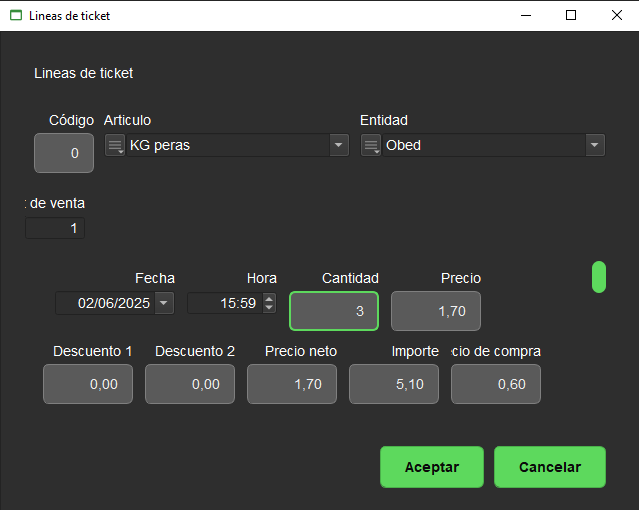 Lineas de ticket
Lineas de ticket
Código Articulo Entidad
0 KG peras Obed
de venta
1
Fecha Hora Cantidad Precio
02/06/2025 15:59 3 1,70
Descuento 1 Descuento 2 Precio neto Importe cio de compra
0,00 0,00 1,70 5,10 0,60
Aceptar Cancelar